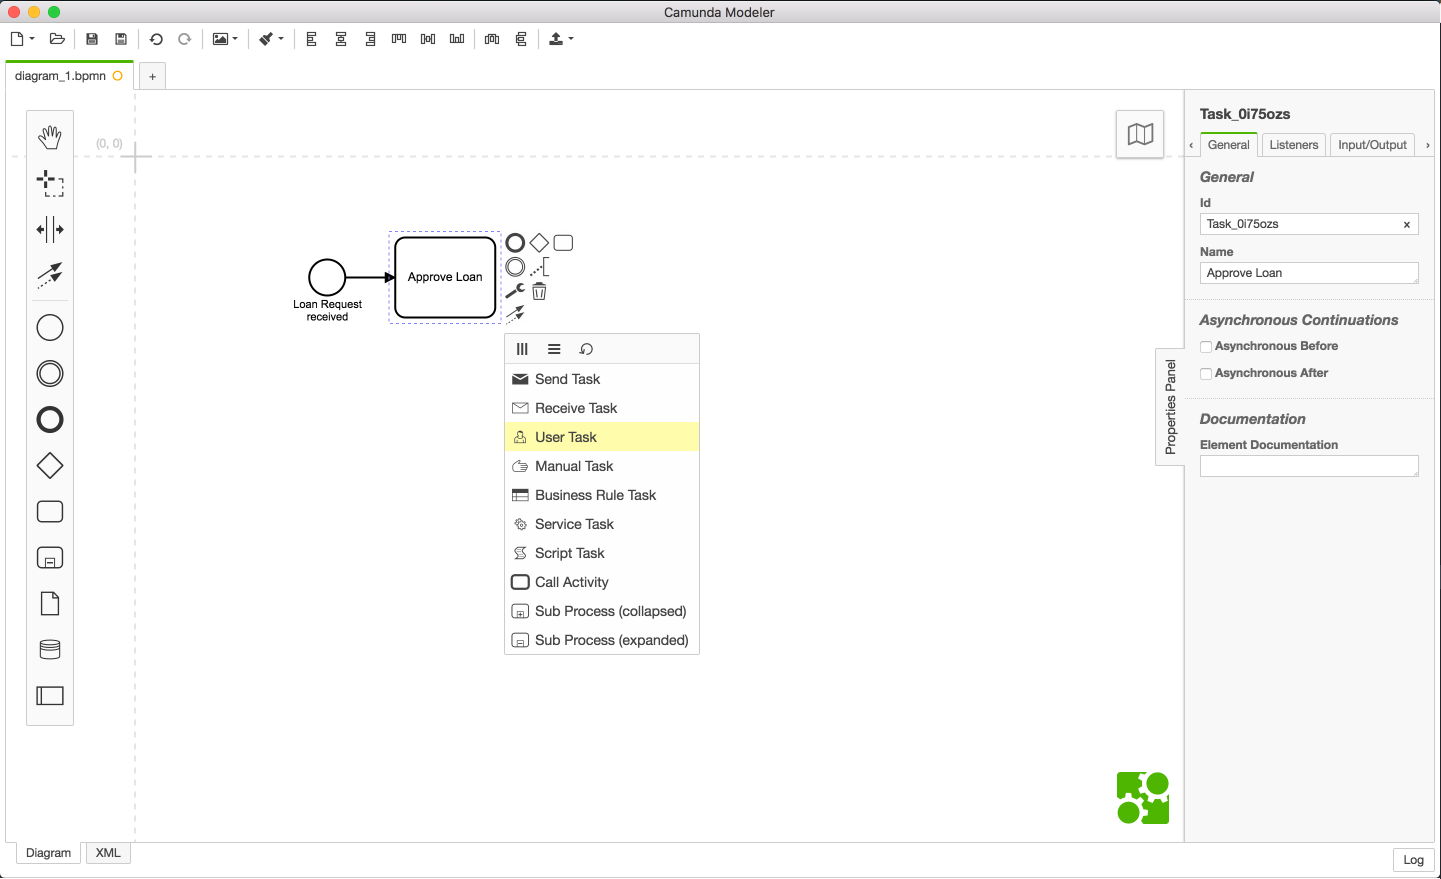 Camunda Modeler
diagram_1.bpmn
+
(0, 0)
Loan Request
received
Approve Loan
Send Task
Receive Task
User Task
Manual Task
Business Rule Task
Service Task
Script Task
Call Activity
Sub Process (collapsed)
Sub Process (expanded)
Properties Panel
Task_0i75ozs
General Listeners Input/Output
General
Id
Task_0i75ozs
Name
Approve Loan
Asynchronous Continuations
Asynchronous Before
Asynchronous After
Documentation
Element Documentation
Diagram XML
Log